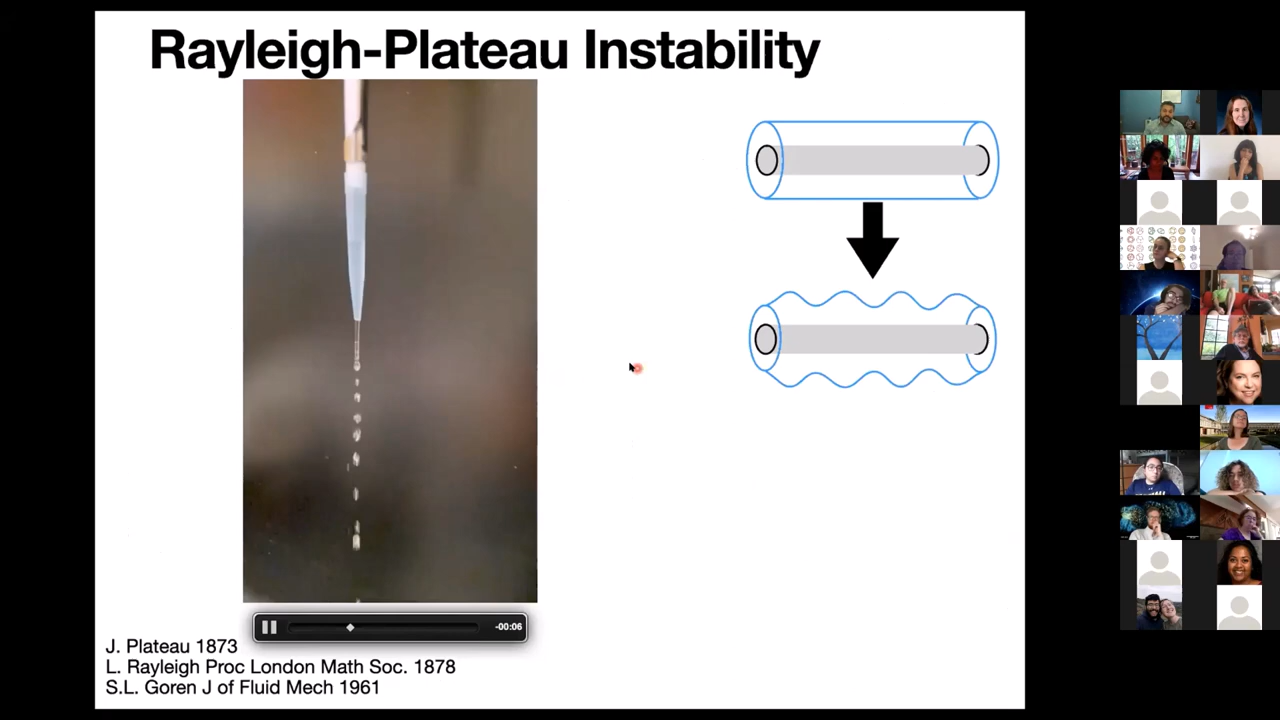 Rayleigh-Plateau Instability
-00:06
J. Plateau 1873
L. Rayleigh Proc London Math Soc. 1878
S.L. Goren J of Fluid Mech 1961